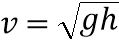 v = √gh